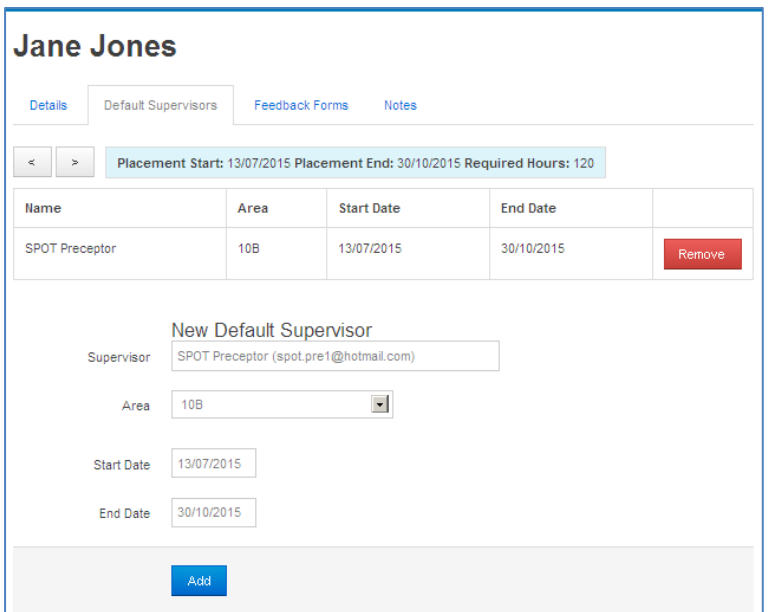 Jane Jones
Details Default Supervisors Feedback Forms Notes
< > Placement Start: 13/07/2015 Placement End: 30/10/2015 Required Hours: 120
Name Area Start Date End Date
SPOT Preceptor 10B 13/07/2015 30/10/2015 Remove
New Default Supervisor
Supervisor SPOT Preceptor (spot.pre1@hotmail.com)
Area 10B
Start Date 13/07/2015
End Date 30/10/2015
Add